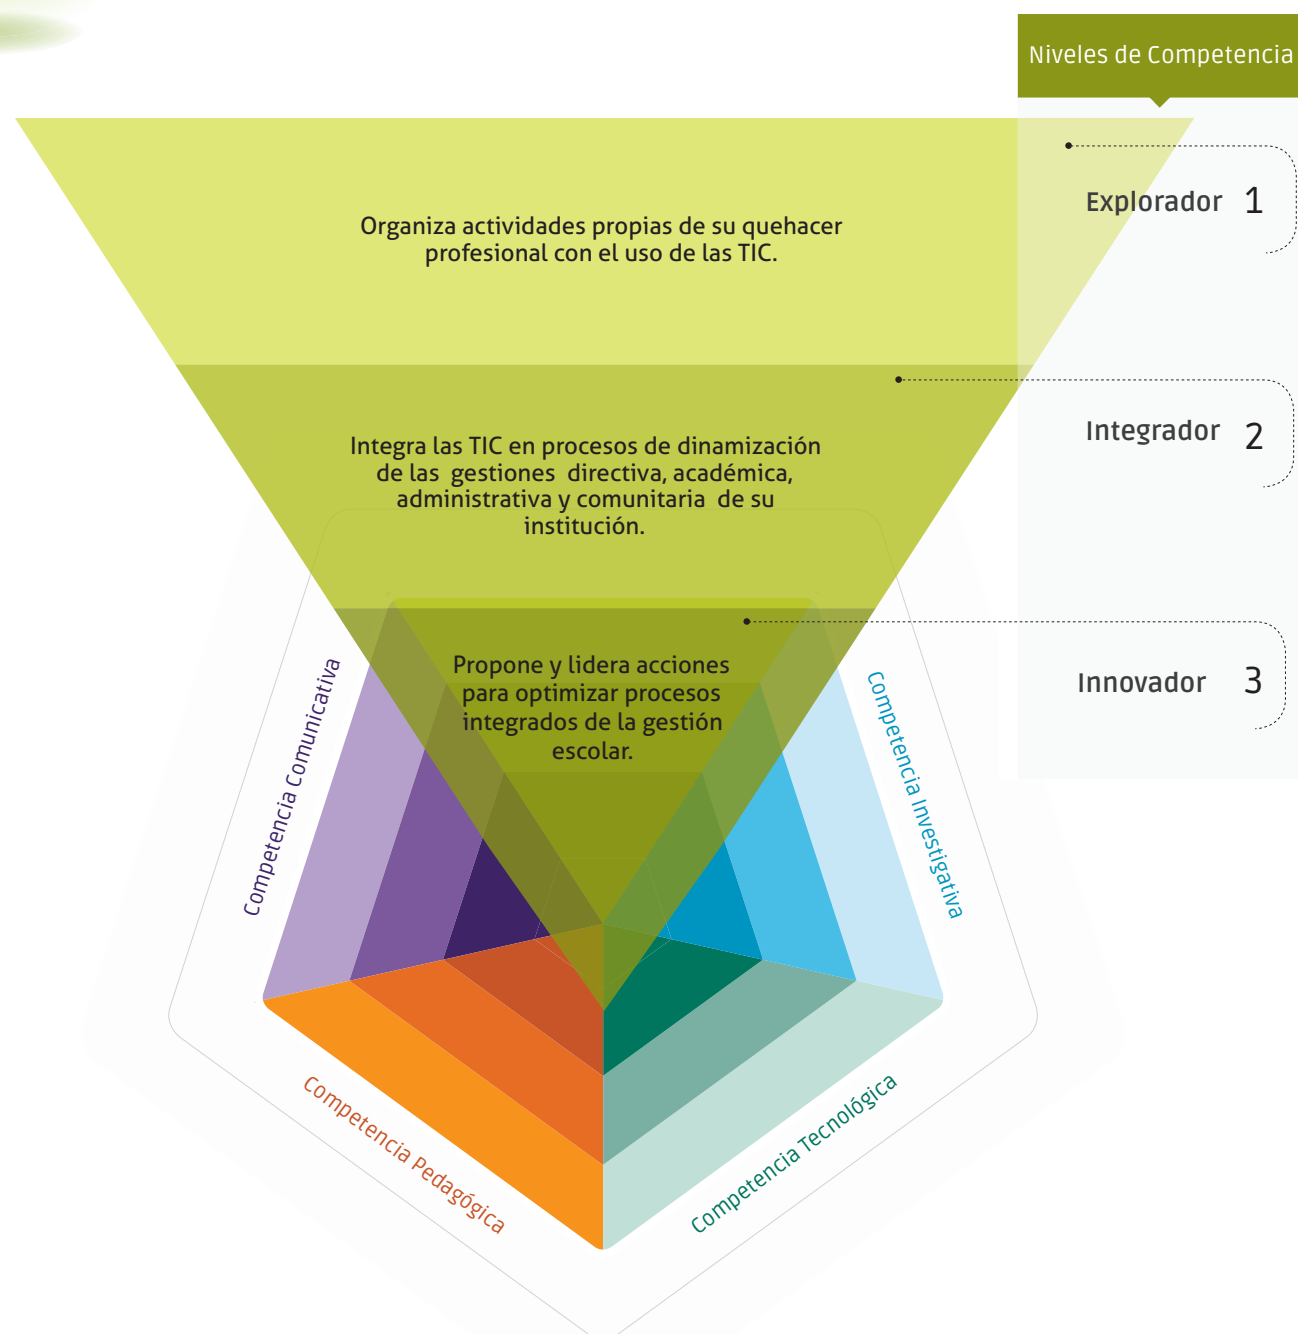 Niveles de Competencia
Organiza actividades propias de su quehacer
profesional con el uso de las TIC.
Explorador 1
Integra las TIC en procesos de dinamización
de las gestiones directiva, académica,
administrativa y comunitaria de su
institución.
Integrador 2
Propone y lidera acciones
para optimizar procesos
integrados de la gestión
escolar.
Innovador 3
Competencia Comunicativa
Competencia Investigativa
Competencia Pedagógica
Competencia Tecnológica